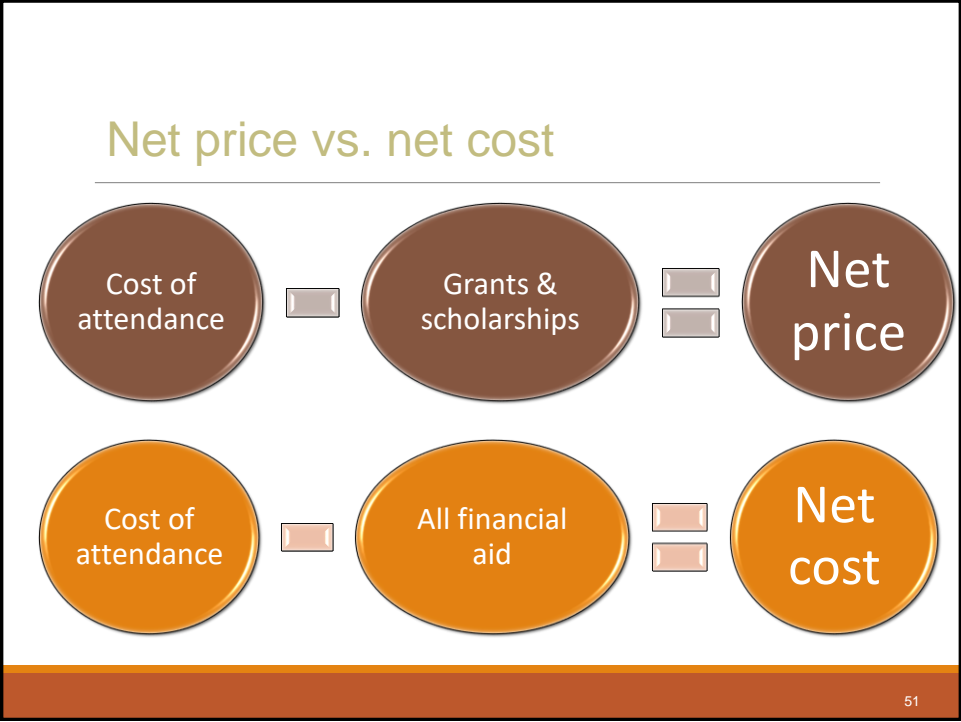 Net price vs. net cost
Cost of
attendance
Grants &
scholarships
Net
price
Cost of
attendance
All financial
aid
Net
cost
51